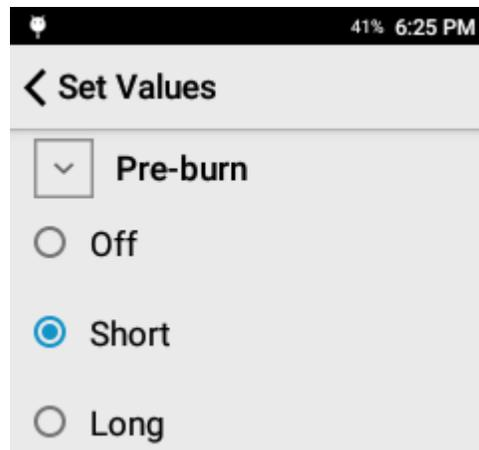 41% 6:25 PM
Set Values
Pre-burn
Off
Short
Long